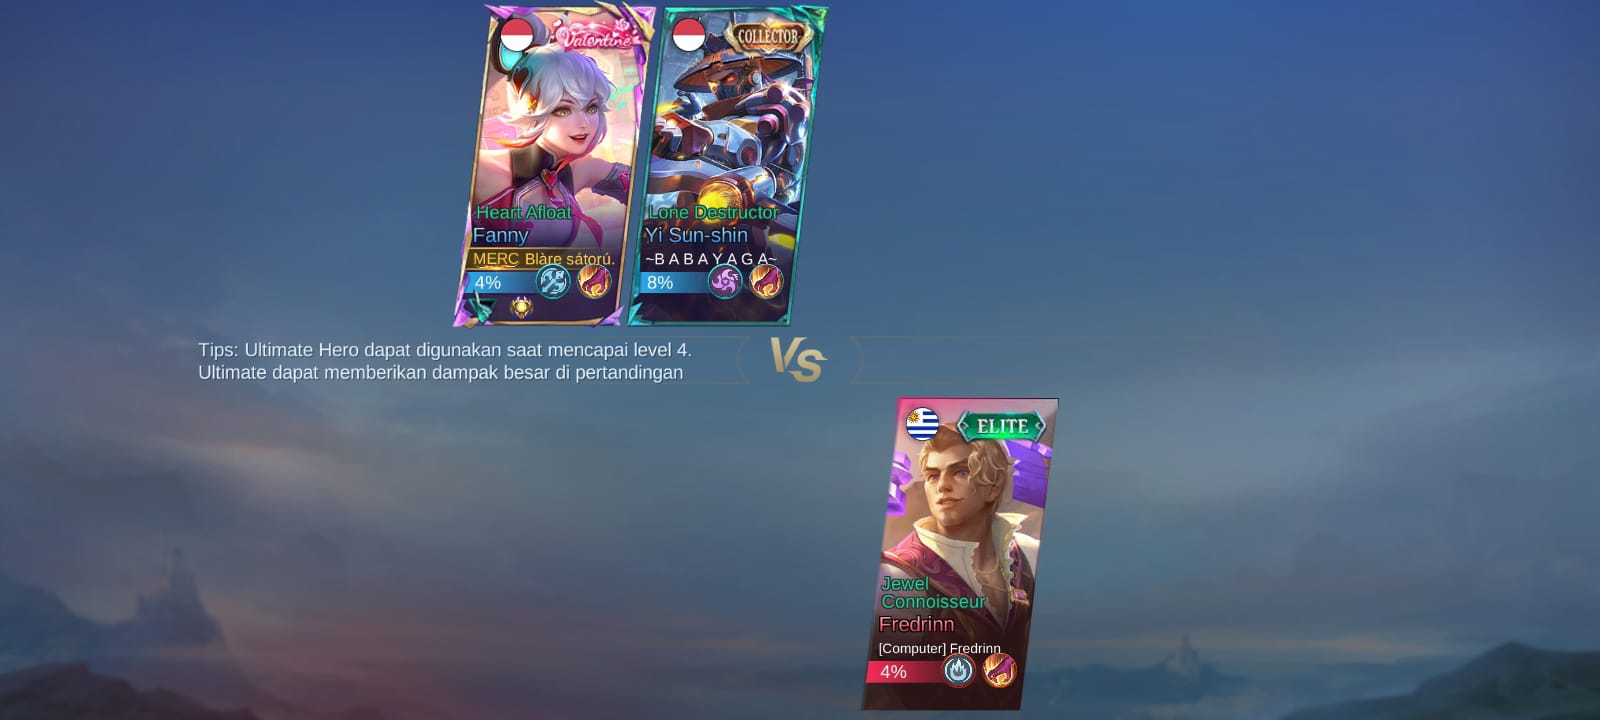 Valentine
COLLECTOR
Heart Afloat
Fanny
MERC Blàre sátorú.
4%
Lone Destructor
Yi Sun-shin
~B A B A Y A G A~
8%
Tips: Ultimate Hero dapat digunakan saat mencapai level 4.
Ultimate dapat memberikan dampak besar di pertandingan
VS
ELITE
Jewel
Connoisseur
Fredrinn
[Computer] Fredrinn
4%